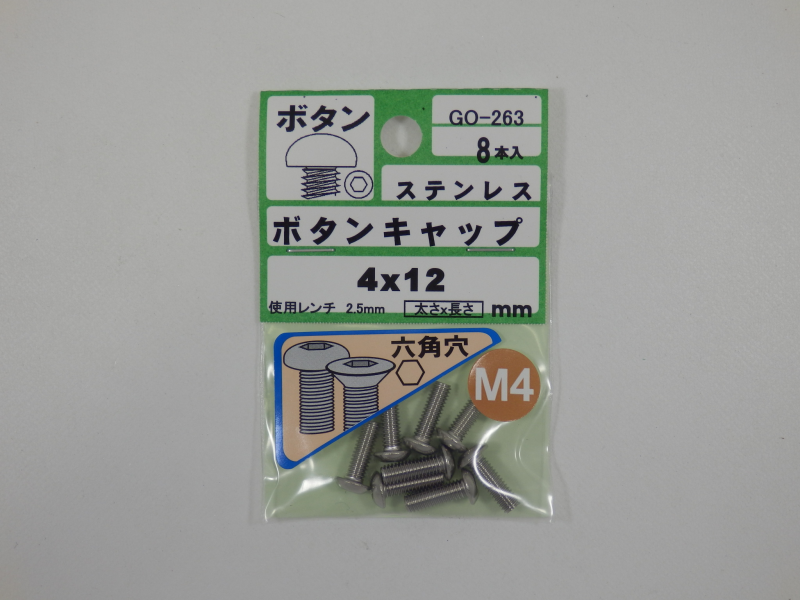 ボタン
GO-263
8本入
ステンレス
ボタンキャップ
4x12
使用レンチ 2.5mm 太さx長さ mm
六角穴
M4